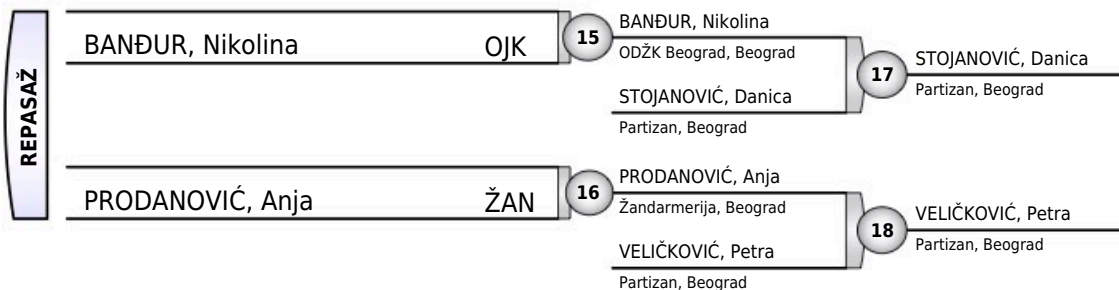 REPASAŽ
BANĐUR, Nikolina OJK
15
BANĐUR, Nikolina
ODŽK Beograd, Beograd
STOJANOVIĆ, Danica
Partizan, Beograd
17
STOJANOVIĆ, Danica
Partizan, Beograd
PRODANOVIĆ, Anja ŽAN
16
PRODANOVIĆ, Anja
Žandarmerija, Beograd
VELIČKOVIĆ, Petra
Partizan, Beograd
18
VELIČKOVIĆ, Petra
Partizan, Beograd